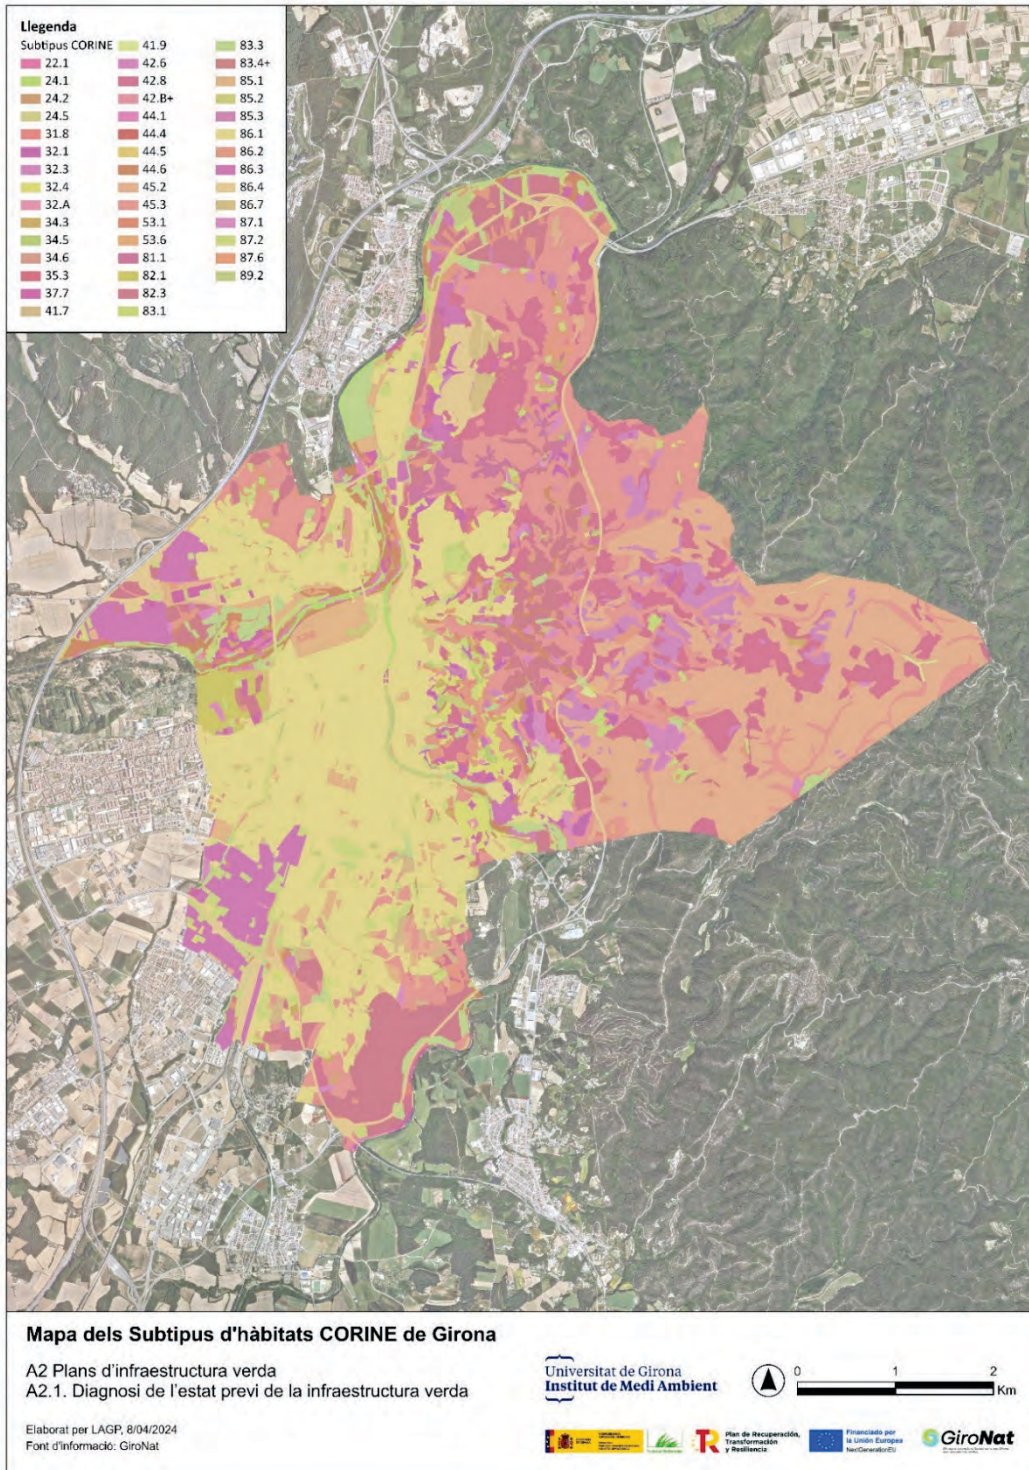 Llegenda
Subtipus CORINE
22.1
24.1
24.2
24.5
31.8
32.1
32.3
32.4
32.A
34.3
34.5
34.6
35.3
37.7
41.7
41.9
42.6
42.8
42.B+
44.1
44.4
44.5
44.6
45.2
45.3
53.1
53.6
81.1
82.1
82.3
83.1
83.3
83.4+
85.1
85.2
85.3
86.1
86.2
86.3
86.4
86.7
87.1
87.2
87.6
89.2
Mapa dels Subtipus d'hàbitats CORINE de Girona
A2 Plans d'infraestructura verda
A2.1. Diagnosi de l'estat previ de la infraestructura verda
Elaborat per LAGP, 8/04/2024
Font d'informació: GiroNat
Universitat de Girona
Institut de Medi Ambient
0 1 2
Km
Plan de Recuperación,
Transformación
y Resiliencia
Financiado por
la Unión Europea
NextGenerationEU
GiroNat